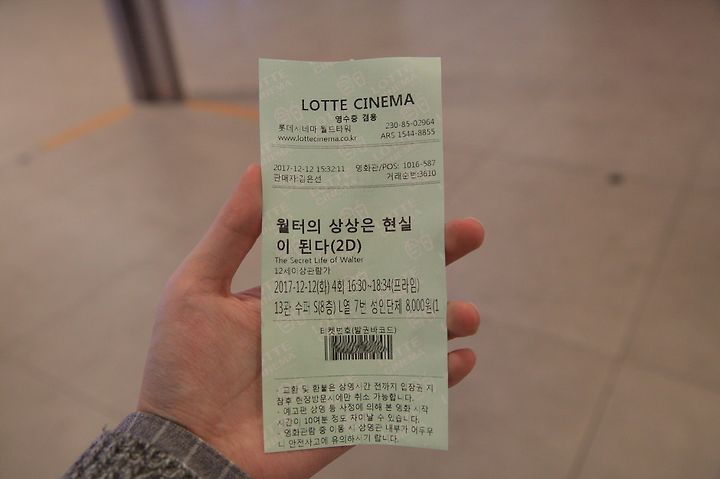 LOTTE CINEMA
영수증 겸용
롯데시네마 월드타워 230-85-02964
www.lottecinema.co.kr ARS 1544-8855
2017-12-12 15:32:11 영화관/POS: 1016-587
판매자:김은선 거래순번:3610
월터의 상상은 현실
이 된다(2D)
The Secret Life of Walter
12세이상관람가
2017-12-12(화) 4회 16:30~18:34(프라임)
13관 수퍼 S(8층) L열 7번 성인단체 8,000원(1
티켓번호(발권바코드)
- 교환 및 환불은 상영시간 전까지 입장권 지
참후 현장방문시에만 취소 가능합니다.
- 예고편 상영 등 사정에 의해 본 영화 시작
시간이 10여분 정도 차이날 수 있습니다.
- 영화관람 중 이동 시 상영관 내부가 어두우
니 안전사고에 유의하시기 랍니다.